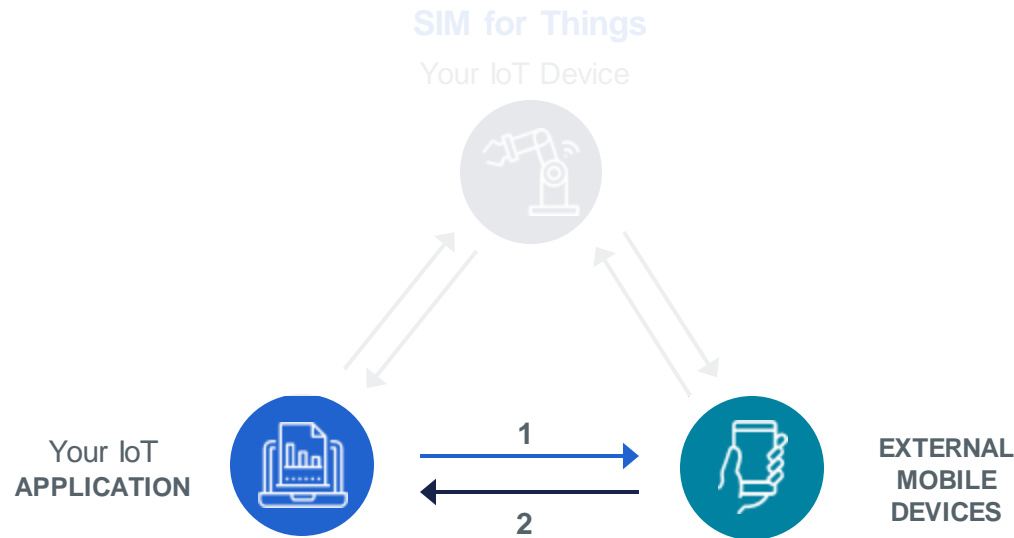 SIM for Things
Your IoT Device
1
Your IoT
APPLICATION
2
EXTERNAL
MOBILE
DEVICES